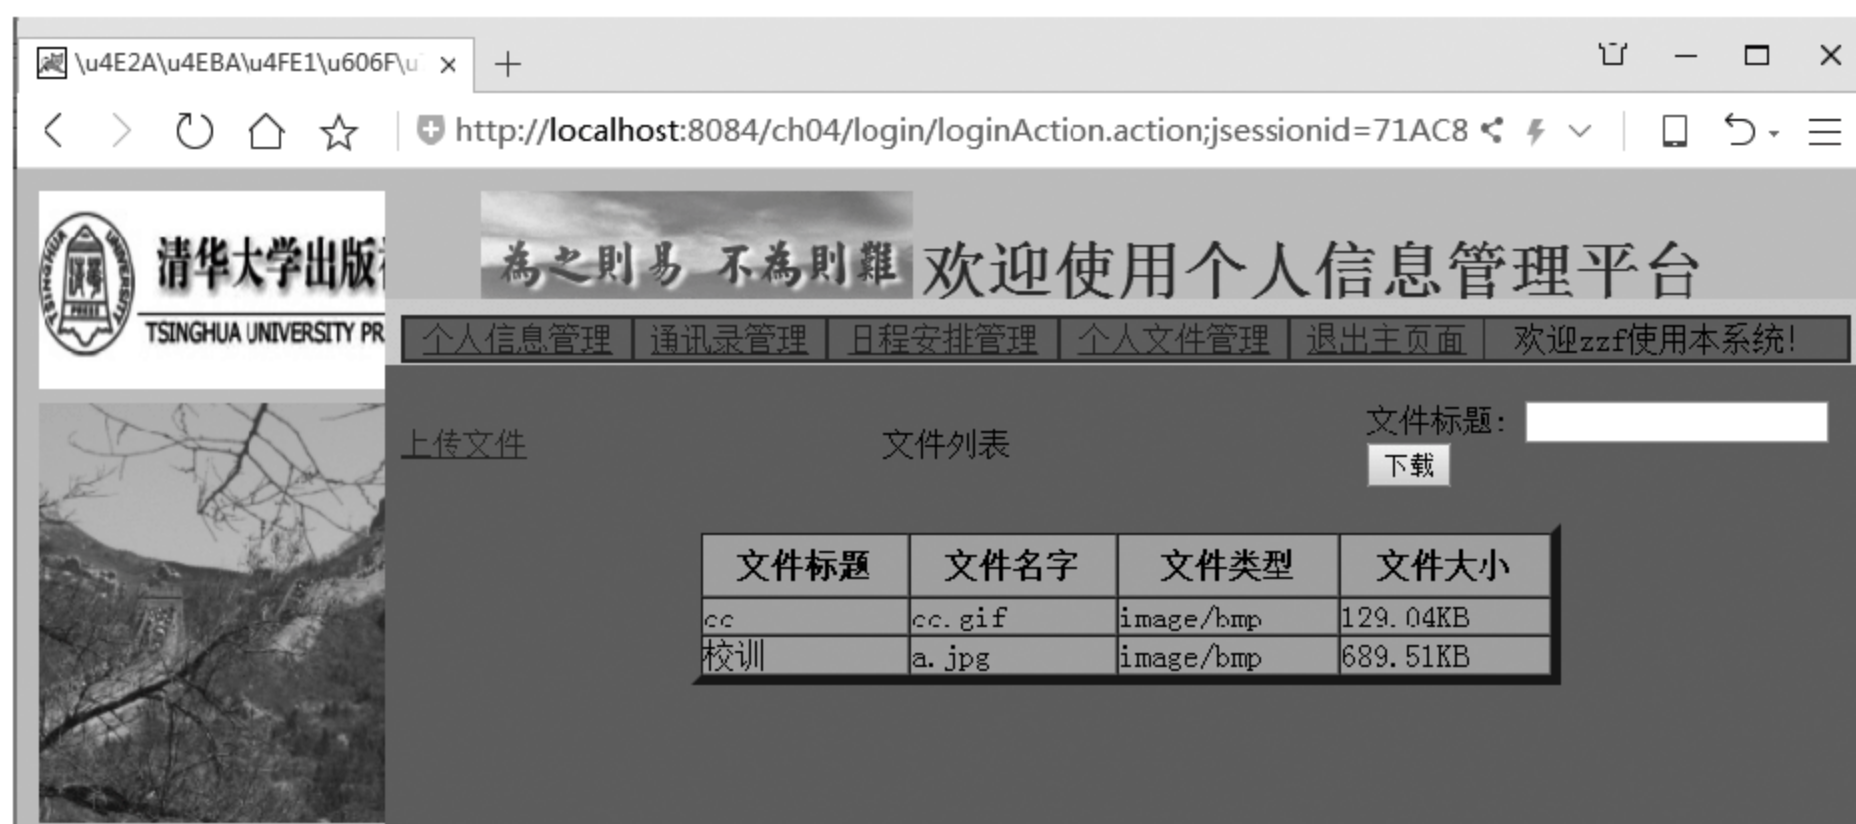 \u4E2A\u4EBA\u4FE1\u606F\u
http://localhost:8084/ch04/login/loginAction.action;jsessionid=71AC8
清华大学出版
TSINGHUA UNIVERSITY PR
為之則易 不為則難
欢迎使用个人信息管理平台
个人信息管理 通讯录管理 日程安排管理 个人文件管理 退出主页面 欢迎zzf使用本系统!
上传文件 文件列表 文件标题:
下载
文件标题 文件名字 文件类型 文件大小
cc cc.gif image/bmp 129.04KB
校训 a.jpg image/bmp 689.51KB